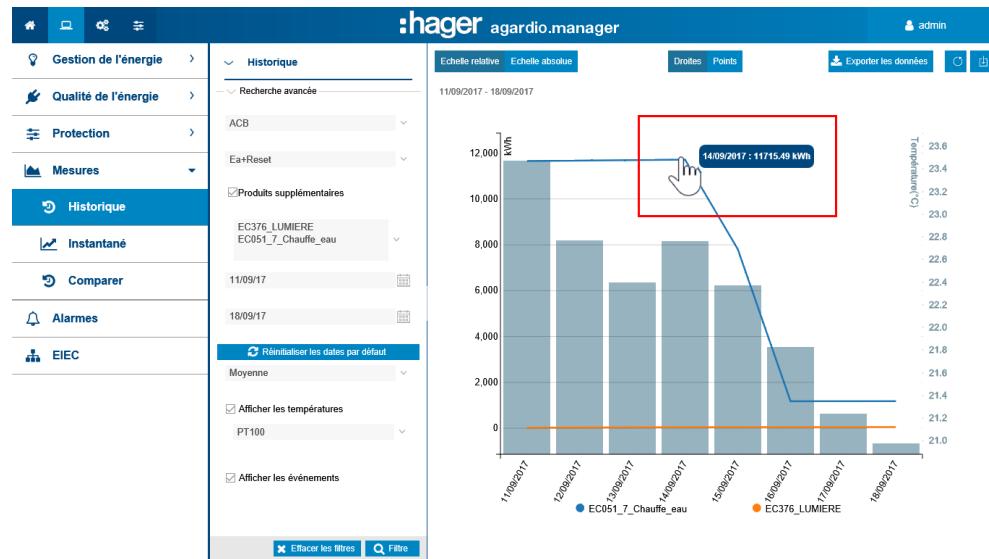 :hager agardio.manager
admin
Gestion de l'énergie
Qualité de l'énergie
Protection
Mesures
Historique
Instantané
Comparer
Alarmes
EIEC
Historique
Recherche avancée
ACB
Ea+Reset
Produits supplémentaires
EC376_LUMIERE
EC051_7_Chauffe_eau
11/09/17
18/09/17
Réinitialiser les dates par défaut
Moyenne
Afficher les températures
PT100
Afficher les événements
Effacer les filtres
Filtre
Echelle relative Echelle absolue
Droites Points
Exporter les données
11/09/2017 - 18/09/2017
kWh
12,000
10,000
8,000
6,000
4,000
2,000
0
14/09/2017 : 11715.49 kWh
Température(°C)
23.6
23.4
23.2
23.0
22.8
22.6
22.4
22.2
22.0
21.8
21.6
21.4
21.2
21.0
11/09/2017
12/09/2017
13/09/2017
14/09/2017
15/09/2017
16/09/2017
17/09/2017
18/09/2017
EC051_7_Chauffe_eau
EC376_LUMIERE